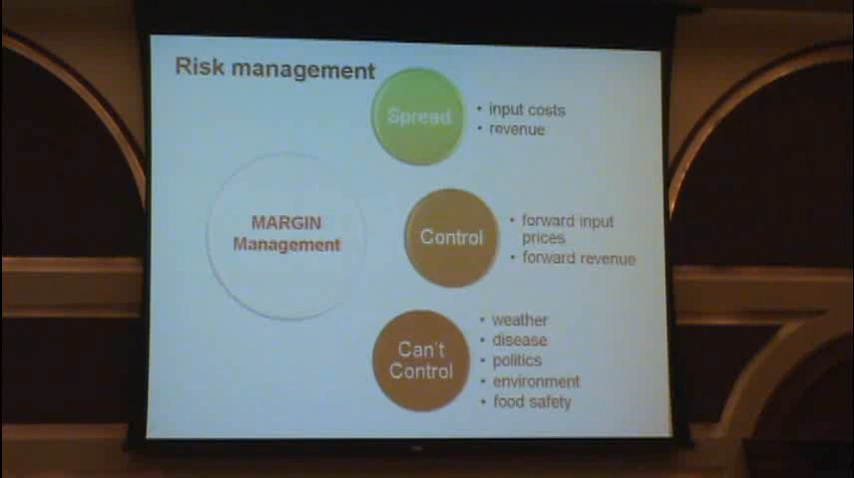 Risk management
Spread
• input costs
• revenue
MARGIN
Management
Control
• forward input
prices
• forward revenue
Can't
Control
• weather
• disease
• politics
• environment
• food safety